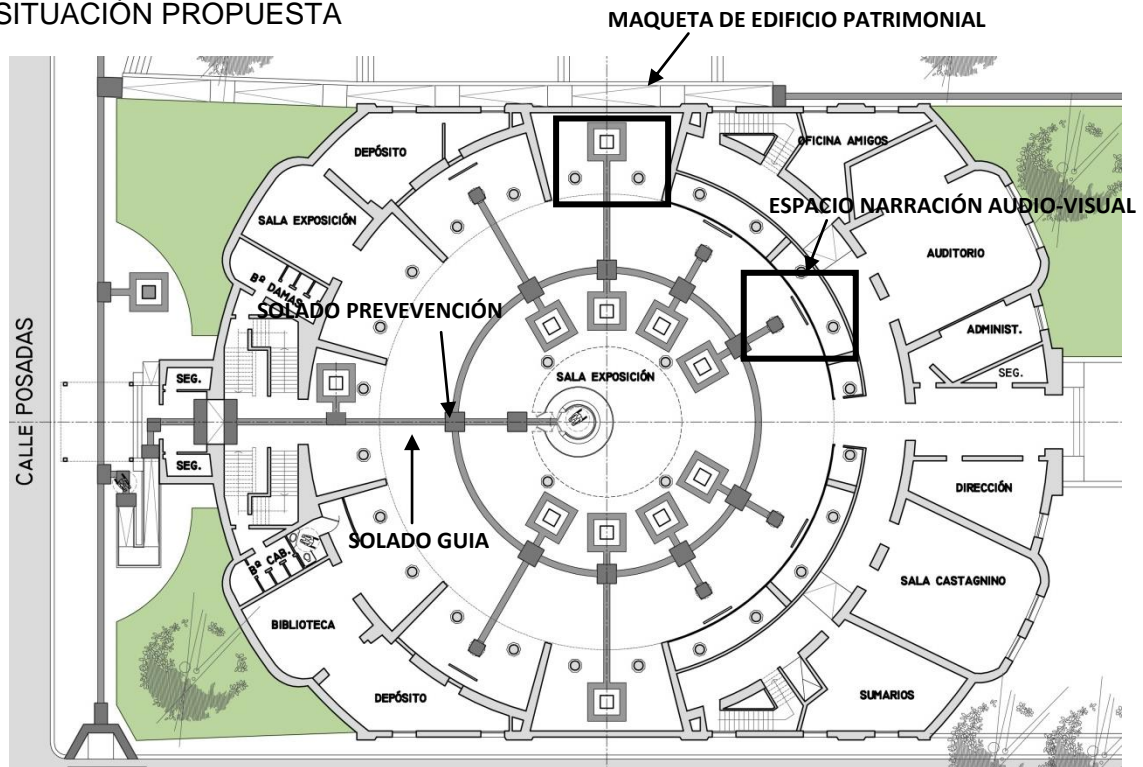 SITUACIÓN PROPUESTA
MAQUETA DE EDIFICIO PATRIMONIAL
DEPÓSITO
OFICINA AMIGOS
SALA EXPOSICIÓN
ESPACIO NARRACIÓN AUDIO-VISUAL
AUDITORIO
Bº DAMAS
SOLADO PREVEVENCIÓN
ADMINIST.
SEG.
SEG.
SALA EXPOSICIÓN
CALLE POSADAS
SEG.
DIRECCIÓN
SOLADO GUIA
Bº CAB.
SALA CASTAGNINO
BIBLIOTECA
DEPÓSITO
SUMARIOS